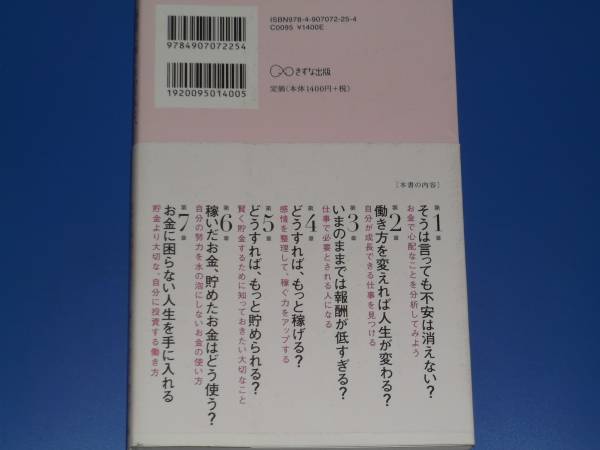 ISBN978-4-907072-25-4
C0095 ¥1400E
9784907072254
きずな出版
定価(本体1400円+税)
1920095014005
[本書の内容]
第1章
そうは言っても不安は消えない?
お金で心配なことを分析してみよう
第2章
働き方を変えれば人生が変わる?
自分が成長できる仕事を見つける
第3章
いまのままでは報酬が低すぎる?
仕事で必要とされる人になる
第4章
どうすれば、もっと稼げる?
感情を整理して、稼ぐ力をアップする
第5章
どうすれば、もっと貯められる?
賢く貯金するために知っておきたい大切なこと
第6章
稼いだお金、貯めたお金はどう使う?
自分の努力を水の泡にしないお金の使い方
第7章
お金に困らない人生を手に入れる
貯金より大切な、自分に投資する働き方